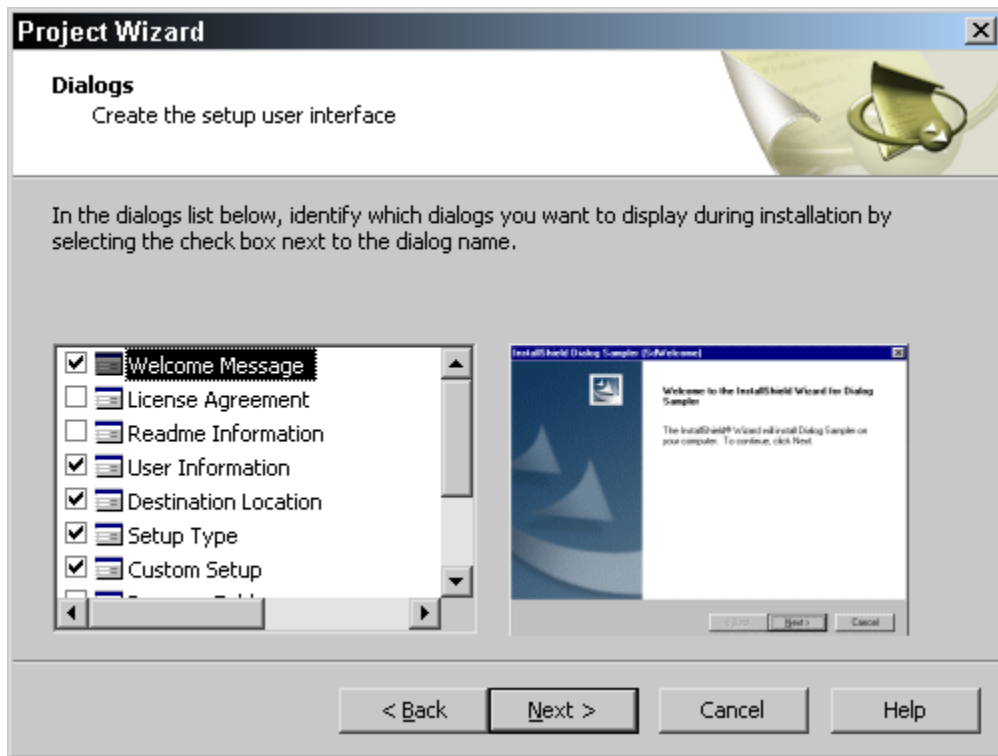 Project Wizard
Dialogs
Create the setup user interface
In the dialogs list below, identify which dialogs you want to display during installation by
selecting the check box next to the dialog name.
Welcome Message
License Agreement
Readme Information
User Information
Destination Location
Setup Type
Custom Setup
InstallShield Dialog Sampler (SdWelcome)
Welcome to the InstallShield Wizard for Dialog
Sampler
The InstallShield® Wizard will install Dialog Sampler on
your computer. To continue, click Next.
Next >
Cancel
< Back
Next >
Cancel
Help